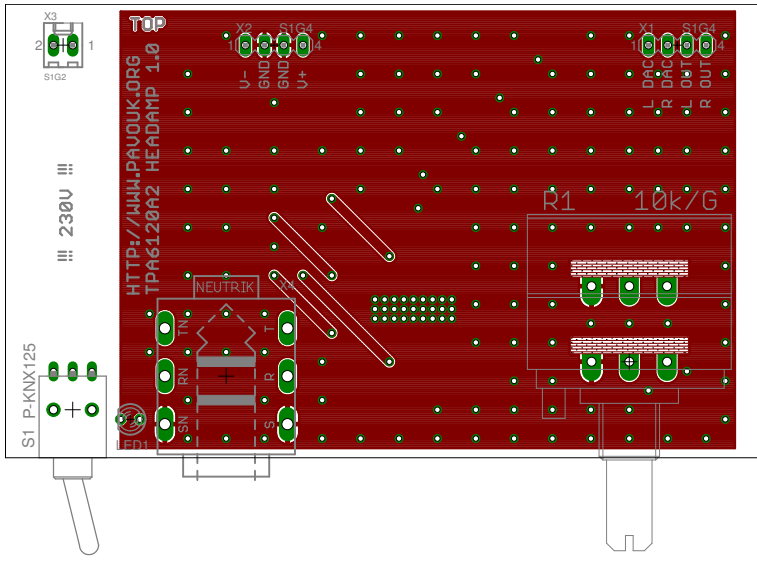 X3
2 1
S1G2
TOP
X2 S1G4
1 4
V-
GND
GND
V+
X1 S1G4
1 4
L DAC
R DAC
L OUT
R OUT
HTTP://WWW.PAVOUK.ORG
TPA6120A2 HEADAMP 1.0
!!! 230V !!!
R1 10k/G
NEUTRIK
X4
TN
T
RN
R
SN
S
S1 P-KNX125
LED1